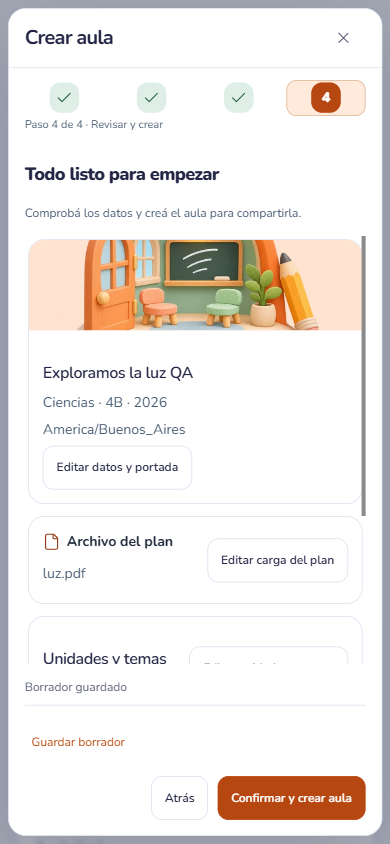 Crear aula
4
Paso 4 de 4 · Revisar y crear
Todo listo para empezar
Comprobá los datos y creá el aula para compartirla.
Exploramos la luz QA
Ciencias · 4B · 2026
America/Buenos_Aires
Editar datos y portada
Archivo del plan
luz.pdf
Editar carga del plan
Unidades y temas
Borrador guardado
Guardar borrador
Atrás
Confirmar y crear aula